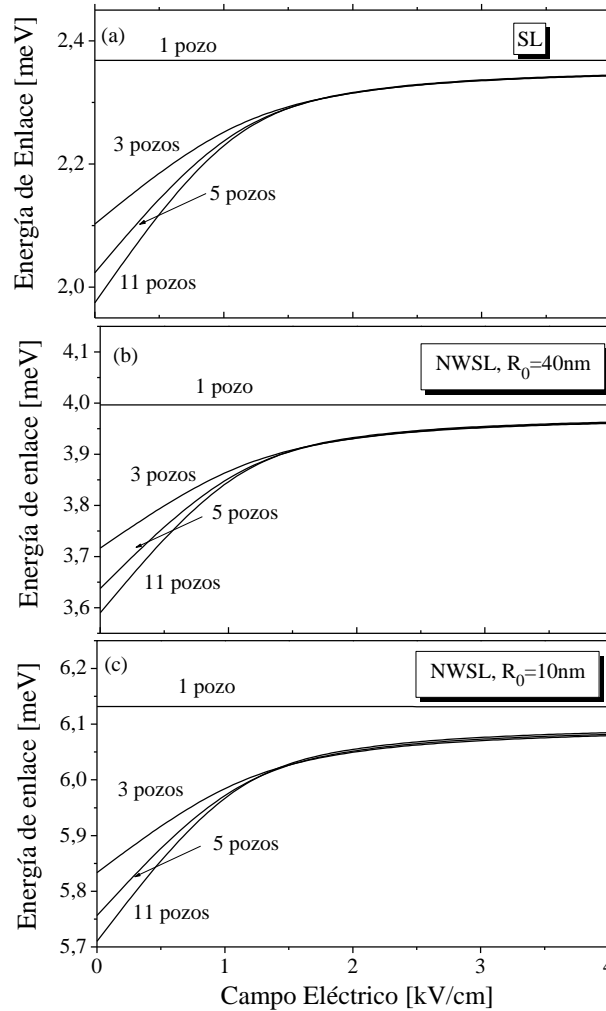 (a)
SL
1 pozo
3 pozos
5 pozos
11 pozos
Energía de Enlace [meV]
2,4
2,2
2,0
(b)
NWSL, R0=40nm
1 pozo
3 pozos
5 pozos
11 pozos
Energía de enlace [meV]
4,1
4,0
3,9
3,8
3,7
3,6
(c)
NWSL, R0=10nm
1 pozo
3 pozos
5 pozos
11 pozos
Energía de enlace [meV]
6,2
6,1
6,0
5,9
5,8
5,7
0 1 2 3 4
Campo Eléctrico [kV/cm]